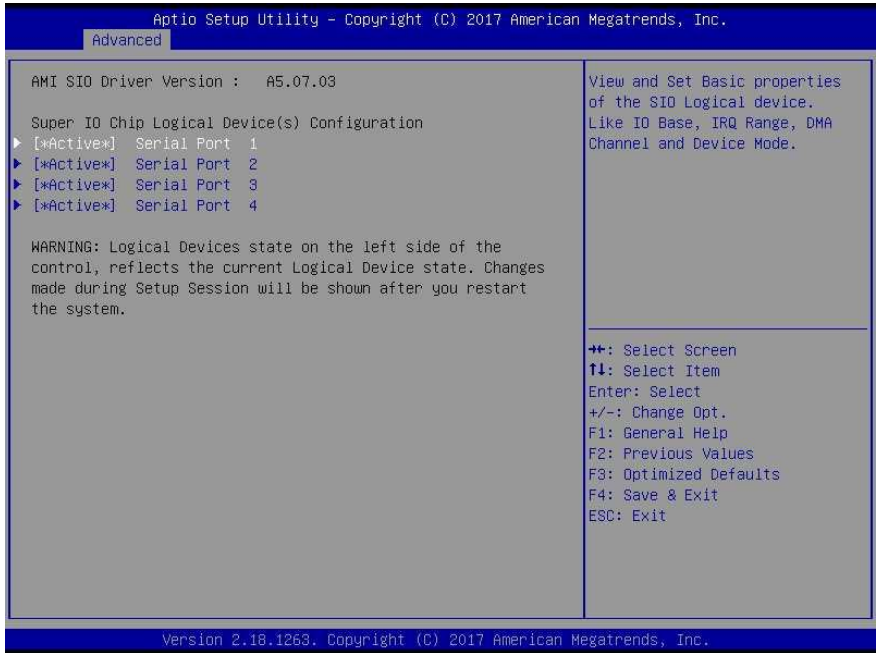 Aptio Setup Utility – Copyright (C) 2017 American Megatrends, Inc.
Advanced
AMI SIO Driver Version :   A5.07.03
Super IO Chip Logical Device(s) Configuration
[*Active*]   Serial Port   1
[*Active*]   Serial Port   2
[*Active*]   Serial Port   3
[*Active*]   Serial Port   4
WARNING: Logical Devices state on the left side of the
control, reflects the current Logical Device state. Changes
made during Setup Session will be shown after you restart
the system.
View and Set Basic properties
of the SIO Logical device.
Like IO Base, IRQ Range, DMA
Channel and Device Mode.
→←: Select Screen
↑↓: Select Item
Enter: Select
+/-: Change Opt.
F1: General Help
F2: Previous Values
F3: Optimized Defaults
F4: Save & Exit
ESC: Exit
Version 2.18.1263. Copyright (C) 2017 American Megatrends, Inc.